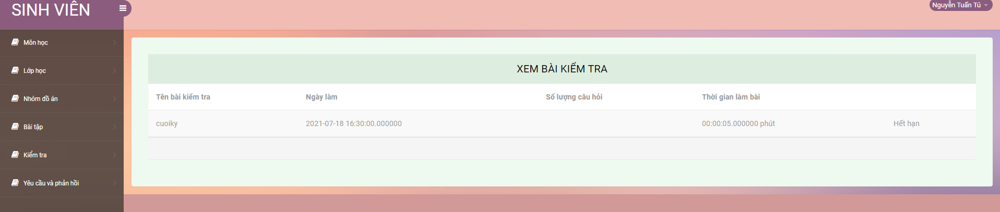 SINH VIÊN
Nguyễn Tuấn Tú
Môn học
Lớp học
Nhóm đồ án
Bài tập
Kiểm tra
Yêu cầu và phản hồi
XEM BÀI KIỂM TRA
Tên bài kiểm tra Ngày làm Số lượng câu hỏi Thời gian làm bài
cuoiky 2021-07-18 16:30:00.000000 00:00:05.000000 phút Hết hạn